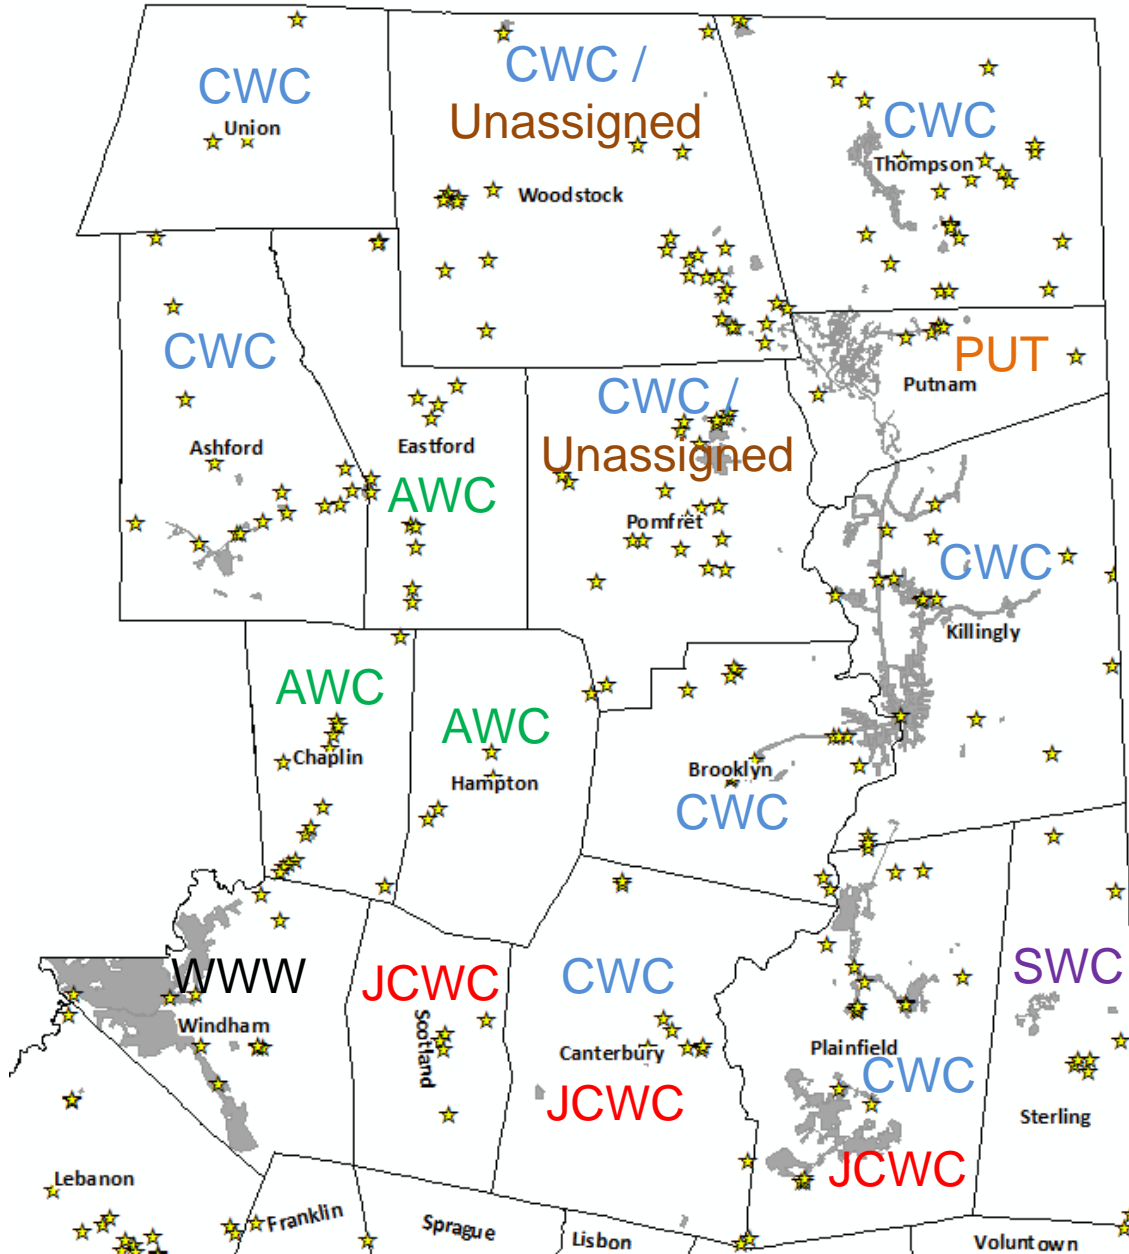 CWC
Union
CWC /
Unassigned
Woodstock
CWC
Thompson
CWC
Ashford
Eastford
AWC
CWC /
Unassigned
Pomfret
PUT
Putnam
CWC
Killingly
AWC
Chaplin
AWC
Hampton
Brooklyn
CWC
WWW
Windham
JCWC
Scotland
CWC
Canterbury
JCWC
Plainfield
CWC
JCWC
SWC
Sterling
Lebanon
Franklin
Sprague
Lisbon
Voluntown